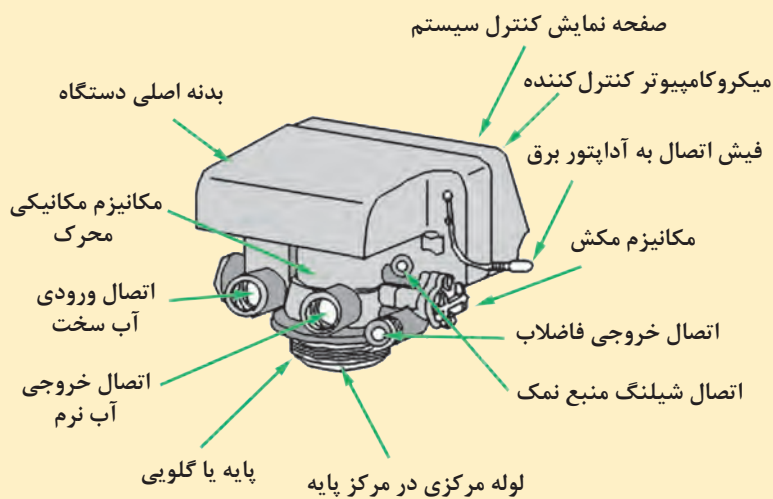 صفحه نمایش کنترل سیستم
میکروکامپیوتر کنترل‌کننده
بدنه اصلی دستگاه
فیش اتصال به آداپتور برق
مکانیزم مکانیکی
محرک
مکانیزم مکش
اتصال ورودی
آب سخت
اتصال خروجی فاضلاب
اتصال خروجی
آب نرم
اتصال شیلنگ منبع نمک
پایه یا گلویی
لوله مرکزی در مرکز پایه